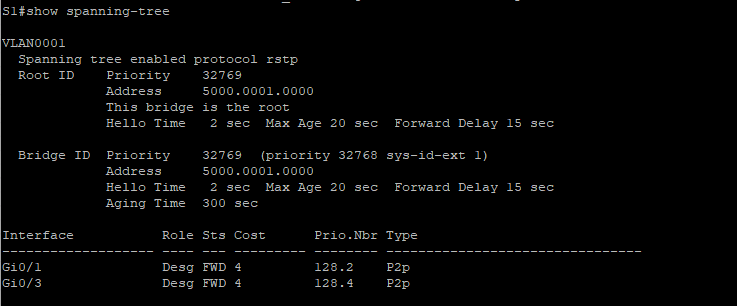 S1#show spanning-tree
VLAN0001
Spanning tree enabled protocol rstp
Root ID Priority 32769
Address 5000.0001.0000
This bridge is the root
Hello Time 2 sec Max Age 20 sec Forward Delay 15 sec
Bridge ID Priority 32769 (priority 32768 sys-id-ext 1)
Address 5000.0001.0000
Hello Time 2 sec Max Age 20 sec Forward Delay 15 sec
Aging Time 300 sec
Interface Role Sts Cost Prio.Nbr Type
------------------- ---- --- --------- -------- --------------------------------
Gi0/1 Desg FWD 4 128.2 P2p
Gi0/3 Desg FWD 4 128.4 P2p